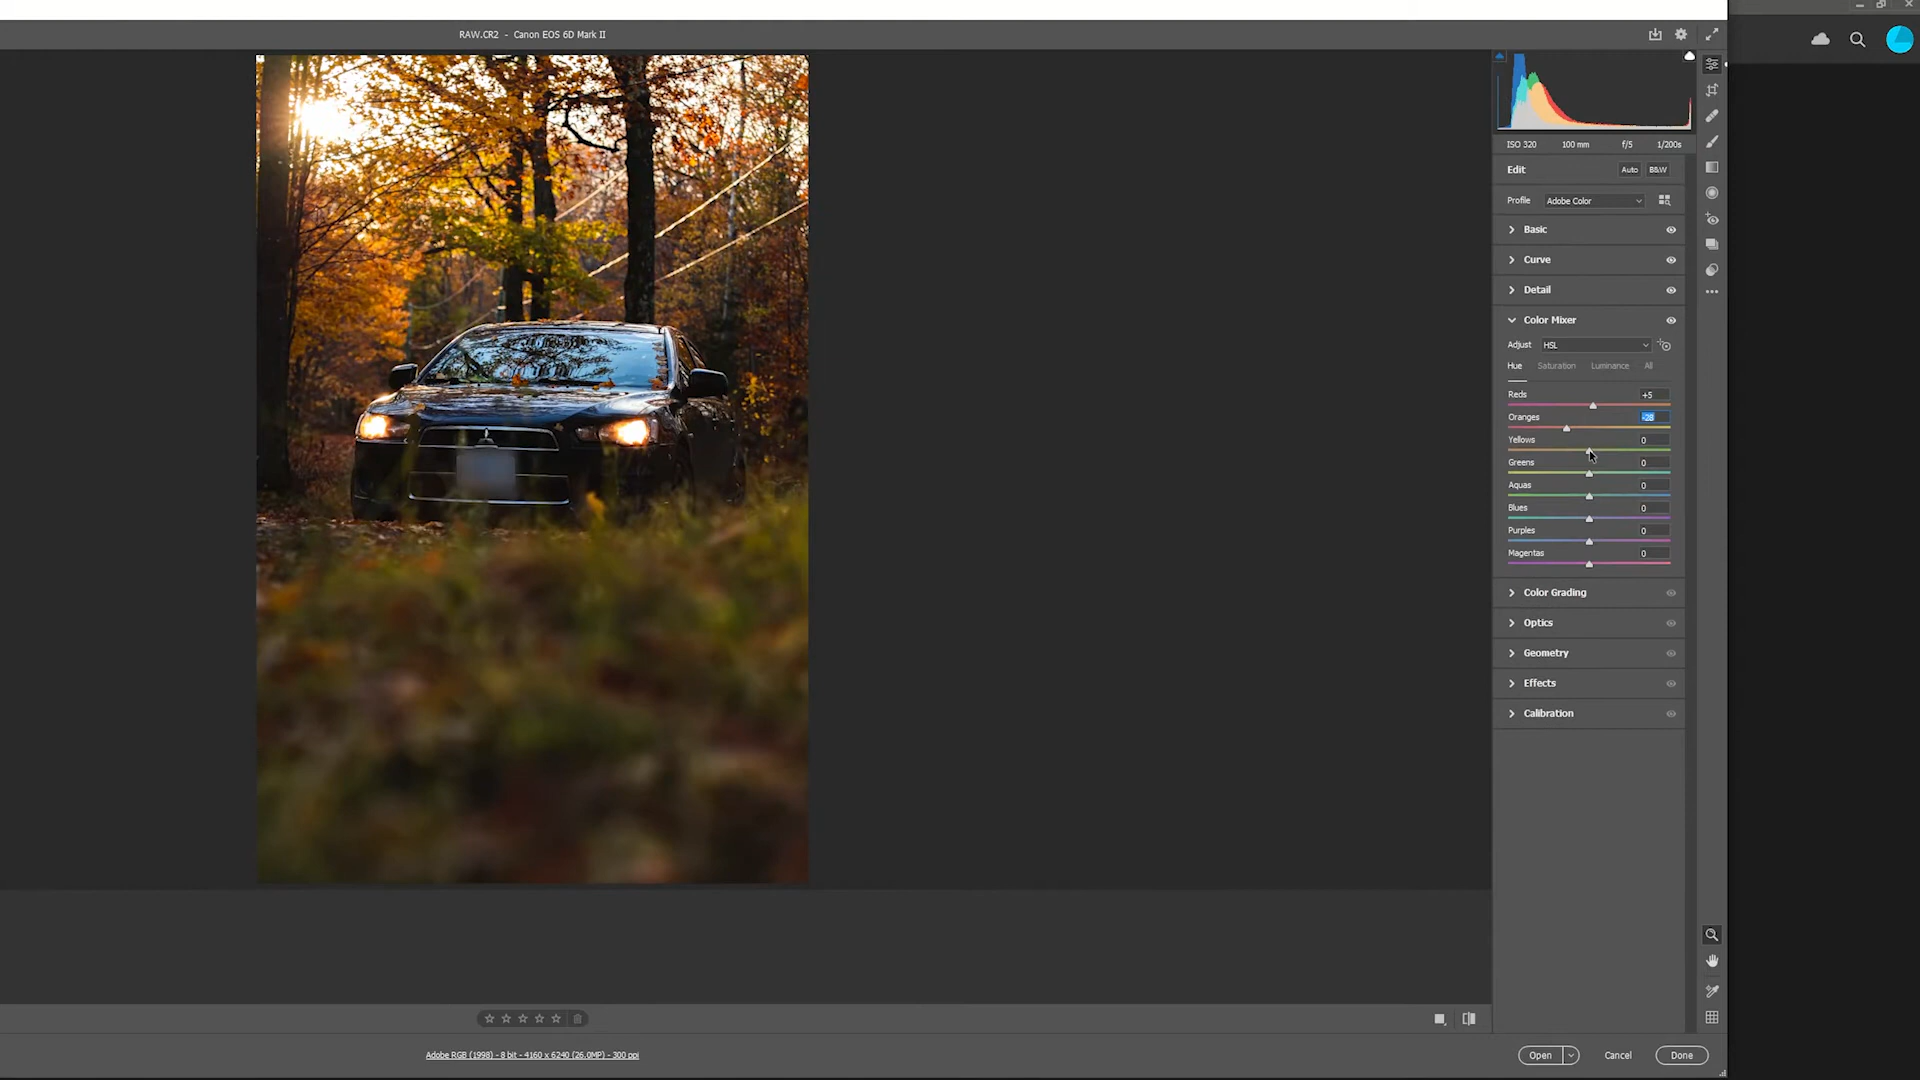 RAW.CR2 - Canon EOS 6D Mark II
ISO 320 100 mm f/5 1/200s
Edit Auto B&W
Profile Adobe Color
Basic
Curve
Detail
Color Mixer
Adjust HSL
Hue Saturation Luminance All
Reds +5
Oranges -28
Yellows 0
Greens 0
Aquas 0
Blues 0
Purples 0
Magentas 0
Color Grading
Optics
Geometry
Effects
Calibration
Adobe RGB (1998) - 8 bit - 4160 x 6240 (26.0MP) - 300 ppi
Open Cancel Done